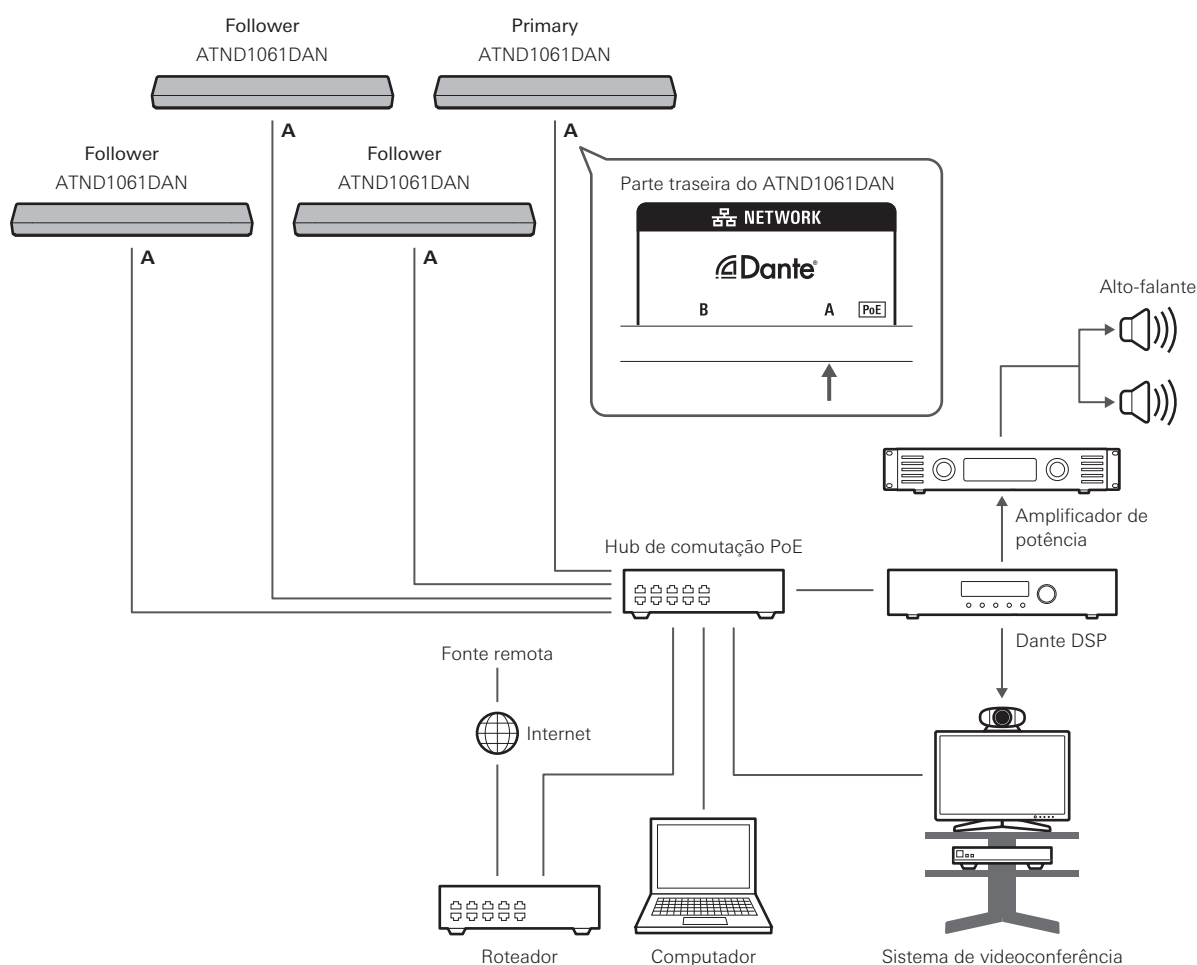 Follower
ATND1061DAN
Primary
ATND1061DAN
A
A
Follower
ATND1061DAN
Follower
ATND1061DAN
A
A
Parte traseira do ATND1061DAN
NETWORK
Dante®
B
A
PoE
Alto-falante
Amplificador de
potência
Hub de comutação PoE
Dante DSP
Fonte remota
Internet
Roteador
Computador
Sistema de videoconferência